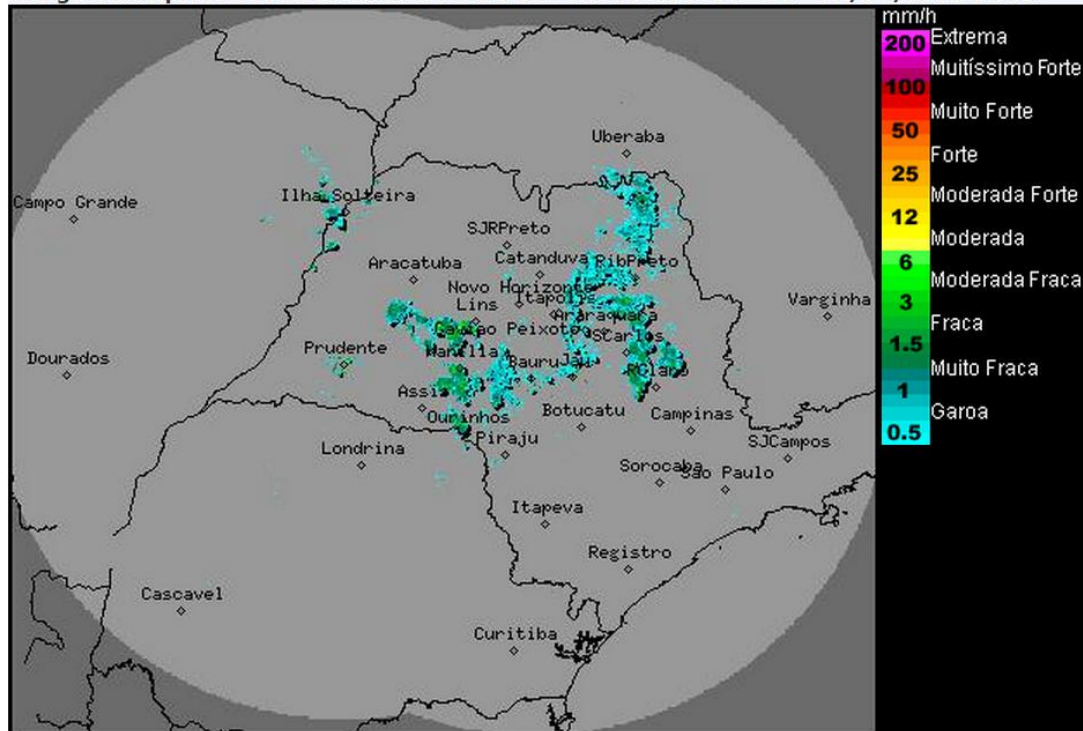 mm/h
200 Extrema
Muitíssimo Forte
100
Muito Forte
50
Forte
25
Moderada Forte
12
Moderada
6
Moderada Fraca
3
Fraca
1.5
Muito Fraca
1
Garoa
0.5
Uberaba
Campo Grande
Ilha Solteira
SJRPreto
Catanduva
RibPreto
Aracatuba
Novo Horizonte
Lins
Itapolis
Varginha
Araraquara
Gaviao Peixoto
SCarlos
Dourados
Prudente
Marilia
Bauru
Jau
RClaro
Assis
Ourinhos
Botucatu
Campinas
Londrina
Piraju
SJCampos
Sorocaba
Sao Paulo
Itapeva
Registro
Cascavel
Curitiba